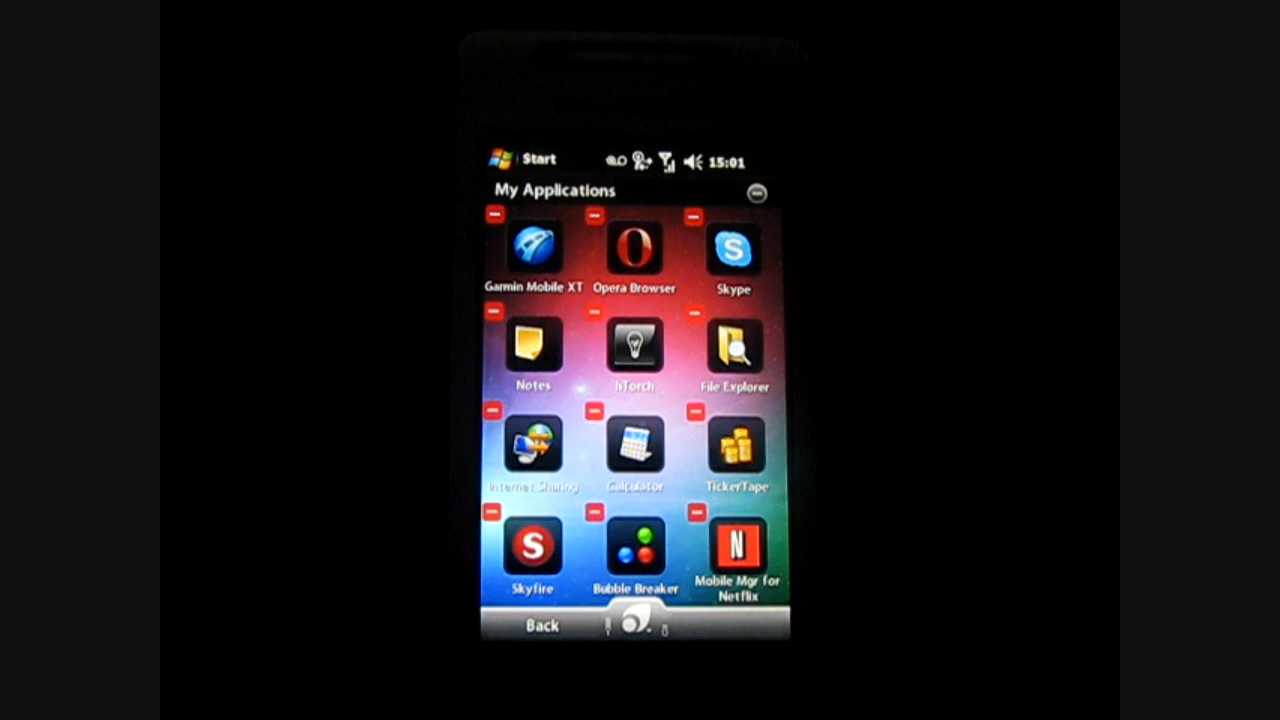 Start 15:01
My Applications
Garmin Mobile XT Opera Browser Skype
Notes hTorch File Explorer
Internet Sharing Calculator TickerTape
Skyfire Bubble Breaker Mobile Mgr for
Netflix
Back